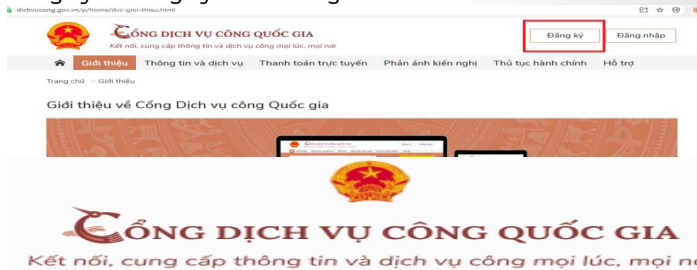 dichvucong.gov.vn/p/home/dvc-gioi-thieu.html
CỔNG DỊCH VỤ CÔNG QUỐC GIA
Kết nối, cung cấp thông tin và dịch vụ công mọi lúc, mọi nơi
Đăng ký Đăng nhập
Giới thiệu Thông tin và dịch vụ Thanh toán trực tuyến Phản ánh kiến nghị Thủ tục hành chính Hỗ trợ
Trang chủ > Giới thiệu
Giới thiệu về Cổng Dịch vụ công Quốc gia
CỔNG DỊCH VỤ CÔNG QUỐC GIA
Kết nối, cung cấp thông tin và dịch vụ công mọi lúc, mọi